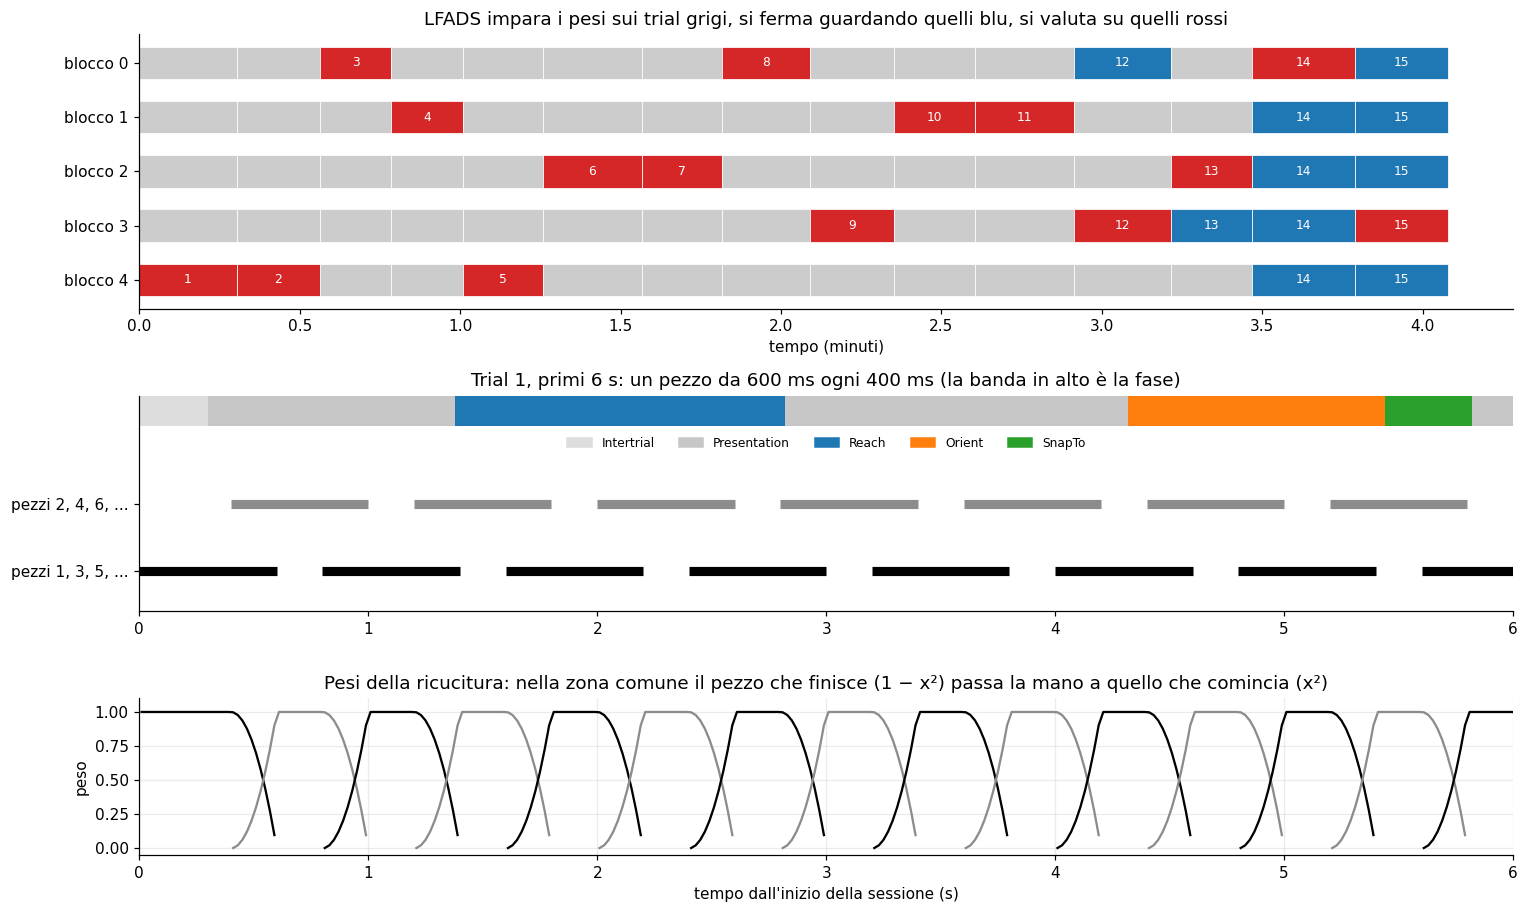 LFADS impara i pesi sui trial grigi, si ferma guardando quelli blu, si valuta su quelli rossi
blocco 0 3 8 12 14 15
blocco 1 4 10 11 14 15
blocco 2 6 7 13 14 15
blocco 3 9 12 13 14 15
blocco 4 1 2 5 14 15
0.0 0.5 1.0 1.5 2.0 2.5 3.0 3.5 4.0
tempo (minuti)
Trial 1, primi 6 s: un pezzo da 600 ms ogni 400 ms (la banda in alto è la fase)
Intertrial Presentation Reach Orient SnapTo
pezzi 2, 4, 6, ...
pezzi 1, 3, 5, ...
0 1 2 3 4 5 6
Pesi della ricucitura: nella zona comune il pezzo che finisce (1 − x²) passa la mano a quello che comincia (x²)
peso
1.00
0.75
0.50
0.25
0.00
0 1 2 3 4 5 6
tempo dall'inizio della sessione (s)